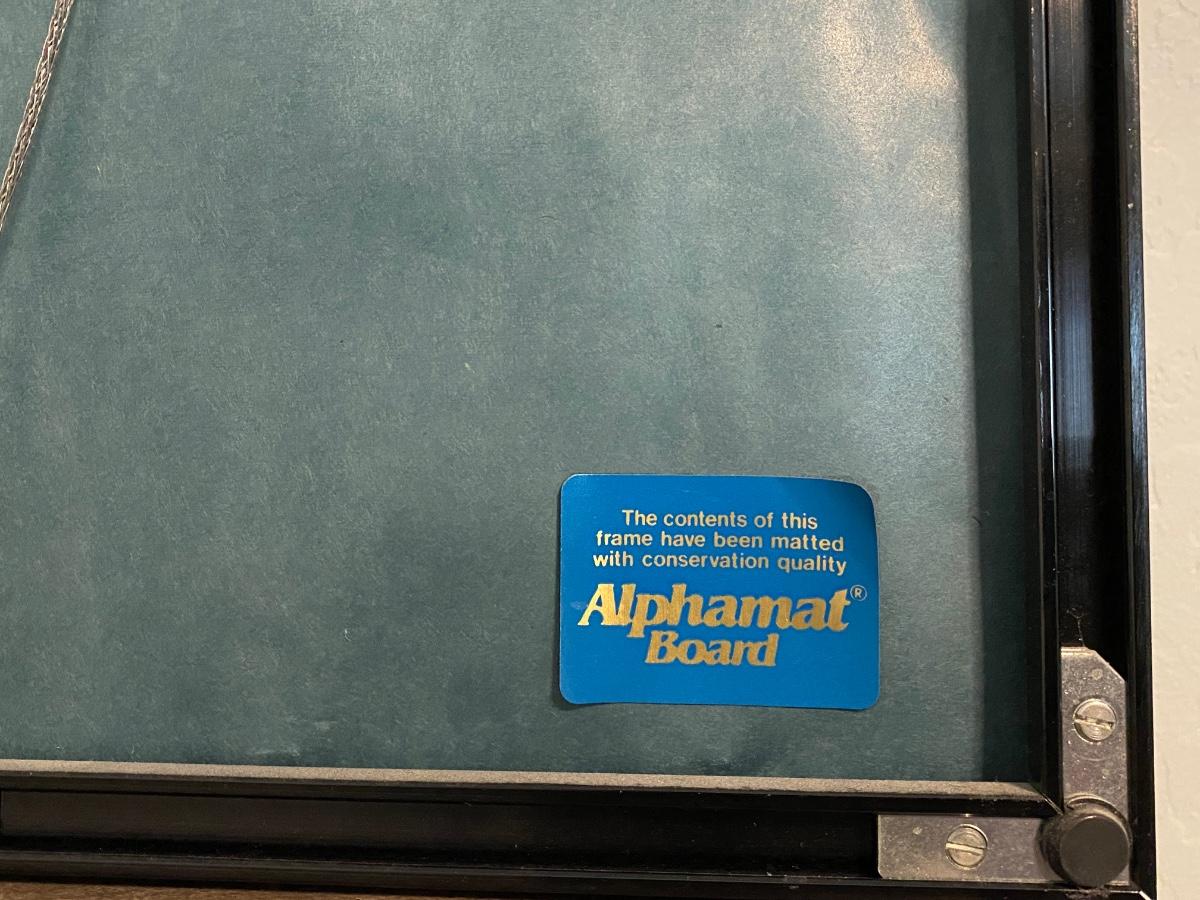 The contents of this
frame have been matted
with conservation quality
Alphamat®
Board